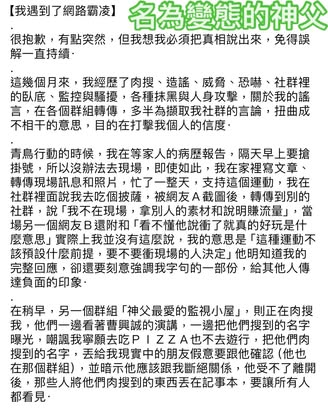 【我遇到了網路霸凌】
名為變態的神父
.
很抱歉，有點突然，但我想我必須把真相說出來，免得誤
解一直持續．
.
這幾個月來，我經歷了肉搜、造謠、威脅、恐嚇、社群裡
的臥底、監控與騷擾，各種抹黑與人身攻擊，關於我的謠
言，在各個群組轉傳，多半為擷取我社群的言論，扭曲成
不相干的意思，目的在打擊我個人的信度．
.
青鳥行動的時候，我在等家人的病歷報告，隔天早上要搶
掛號，所以沒辦法去現場，即使如此，我在家裡寫文章、
轉傳現場訊息和照片，忙了一整天，支持這個運動，我在
社群裡面說我去吃個披薩，被網友Ａ截圖後，轉傳到別的
社群，說「我不在現場，拿別人的素材和說明賺流量」，當
場另一個網友Ｂ還附和「看不懂他說衝了就真的好玩是什
麼意思」實際上我並沒有這麼說，我的意思是「這種運動不
該預設什麼前提，要不要衝現場的人決定」他明知道我的
完整回應，卻還要刻意強調我字句的一部份，給其他人傳
達負面的印象．
.
在稍早，另一個群組「神父最愛的監視小屋」，則正在肉搜
我，他們一邊看著曹興誠的演講，一邊把他們搜到的名字
曝光，嘲諷我寧願去吃ＰＩＺＺＡ也不去遊行，把他們肉
搜到的名字，丟給我現實中的朋友假意要跟他確認（他也
在那個群組），並暗示他應該跟我斷絕關係，他受不了離開
後，那些人將他們肉搜到的東西丟在記事本，要讓所有人
都看見．